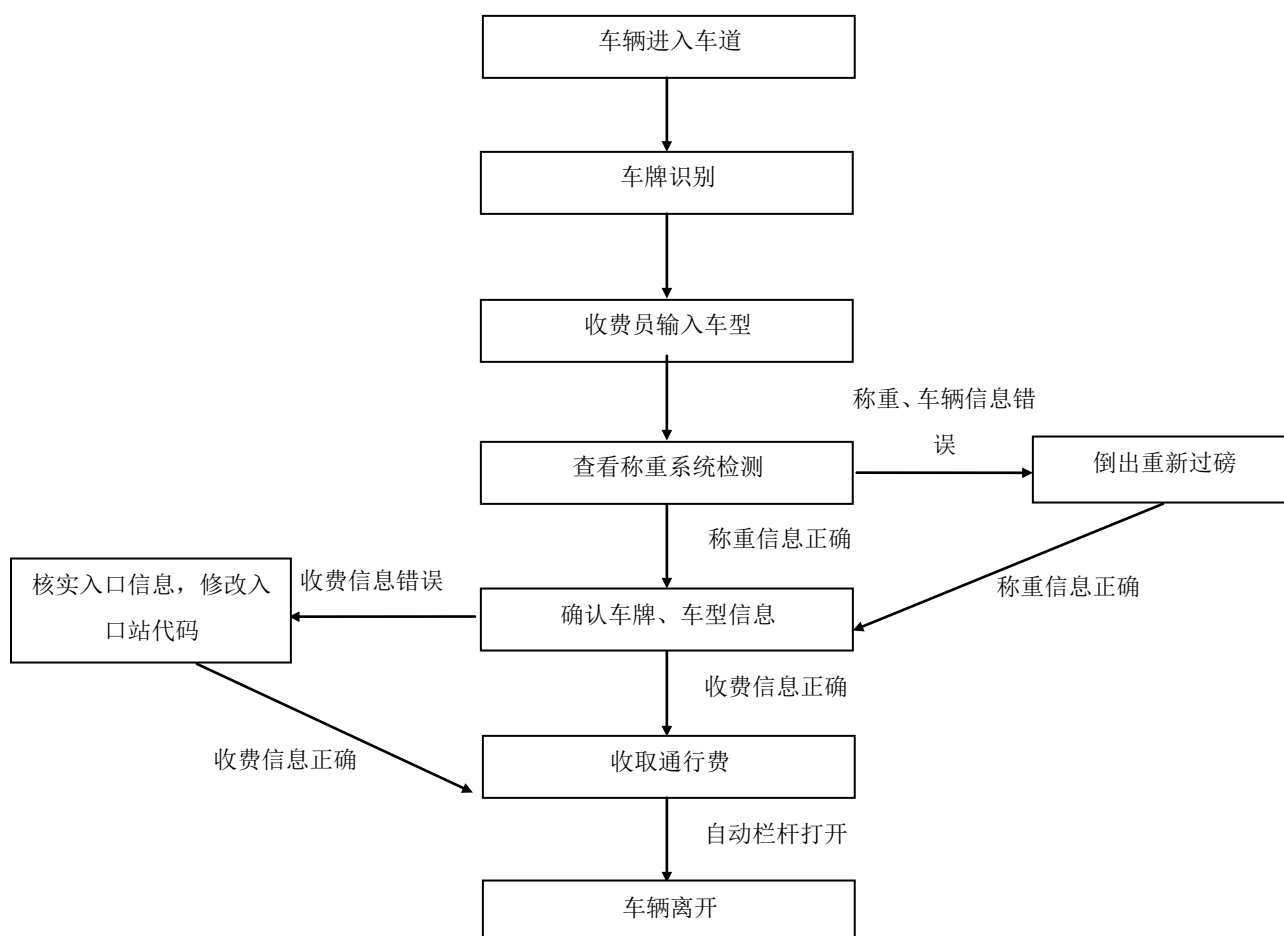 车辆进入车道
车牌识别
收费员输入车型
称重、车辆信息错
误
查看称重系统检测
倒出重新过磅
称重信息正确
核实入口信息，修改入
口站代码
收费信息错误
确认车牌、车型信息
称重信息正确
收费信息正确
收费信息正确
收取通行费
自动栏杆打开
车辆离开